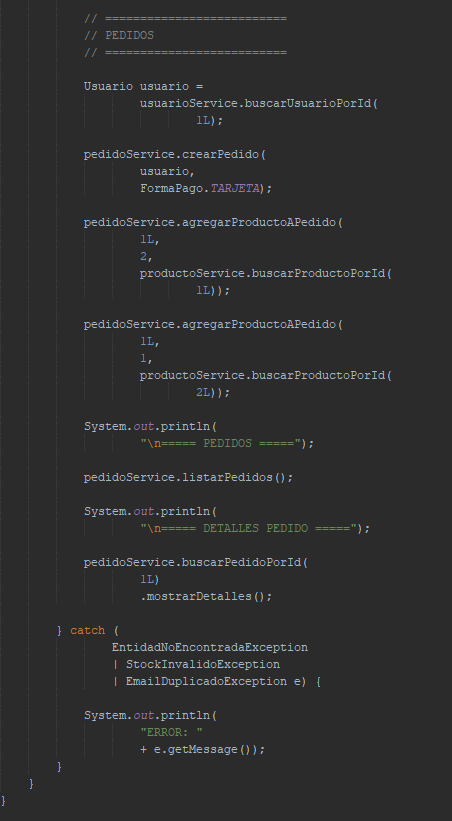 // ==========================
// PEDIDOS
// ==========================
Usuario usuario =
usuarioService.buscarUsuarioPorId(
1L);
pedidoService.crearPedido(
usuario,
FormaPago.TARJETA);
pedidoService.agregarProductoAPedido(
1L,
2,
productoService.buscarProductoPorId(
1L));
pedidoService.agregarProductoAPedido(
1L,
1,
productoService.buscarProductoPorId(
2L));
System.out.println(
"\n===== PEDIDOS =====");
pedidoService.listarPedidos();
System.out.println(
"\n===== DETALLES PEDIDO =====");
pedidoService.buscarPedidoPorId(
1L)
.mostrarDetalles();
} catch (
EntidadNoEncontradaException
| StockInvalidoException
| EmailDuplicadoException e) {
System.out.println(
"ERROR: "
+ e.getMessage());
}
}
}